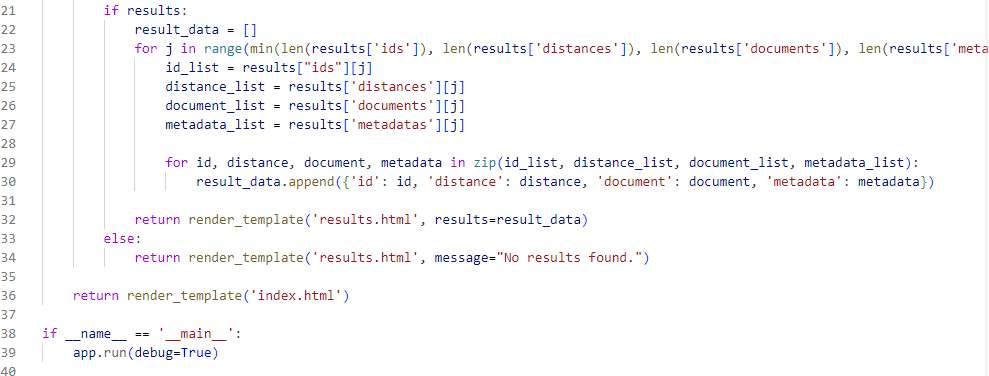 21 if results:
22 result_data = []
23 for j in range(min(len(results['ids']), len(results['distances']), len(results['documents']), len(results['meta
24 id_list = results["ids"][j]
25 distance_list = results['distances'][j]
26 document_list = results['documents'][j]
27 metadata_list = results['metadatas'][j]
28
29 for id, distance, document, metadata in zip(id_list, distance_list, document_list, metadata_list):
30 result_data.append({'id': id, 'distance': distance, 'document': document, 'metadata': metadata})
31
32 return render_template('results.html', results=result_data)
33 else:
34 return render_template('results.html', message="No results found.")
35
36 return render_template('index.html')
37
38 if __name__ == '__main__':
39 app.run(debug=True)
40